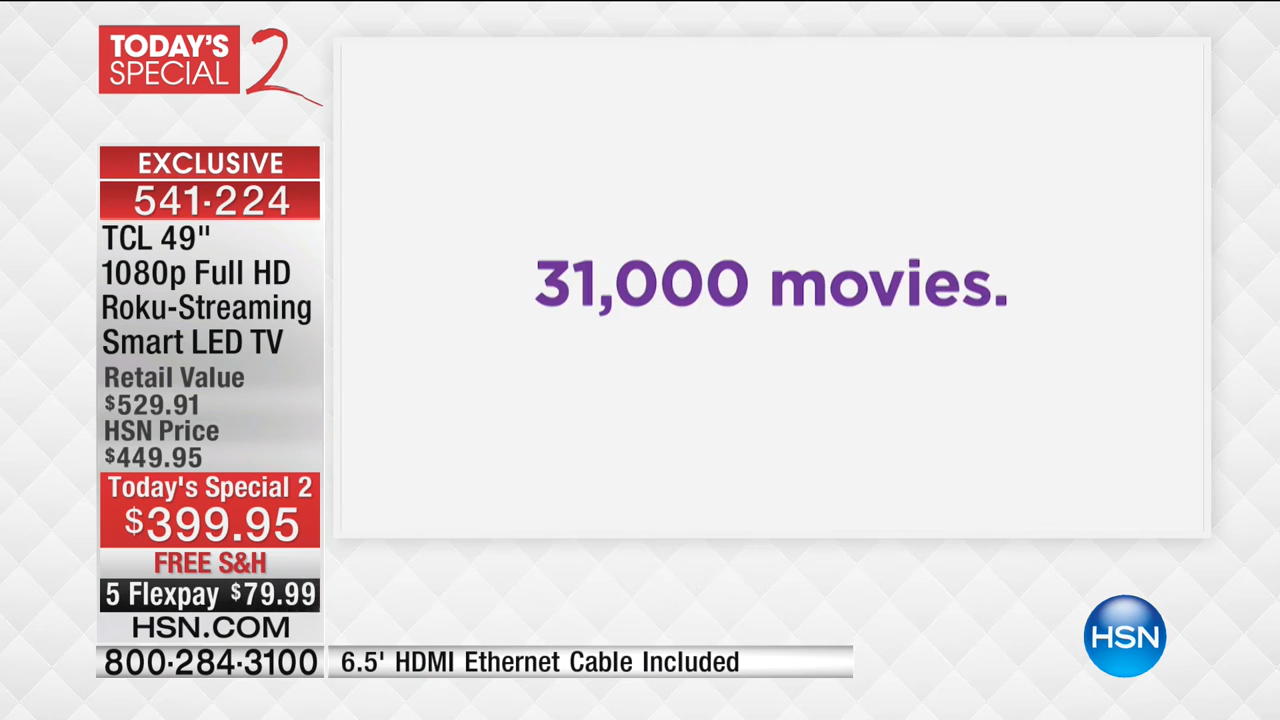 TODAY'S
SPECIAL 2
EXCLUSIVE
541·224
TCL 49"
1080p Full HD
Roku-Streaming
Smart LED TV
Retail Value
$529.91
HSN Price
$449.95
Today's Special 2
$399.95
FREE S&H
5 Flexpay $79.99
HSN.COM
800·284·3100
31,000 movies.
6.5' HDMI Ethernet Cable Included
HSN